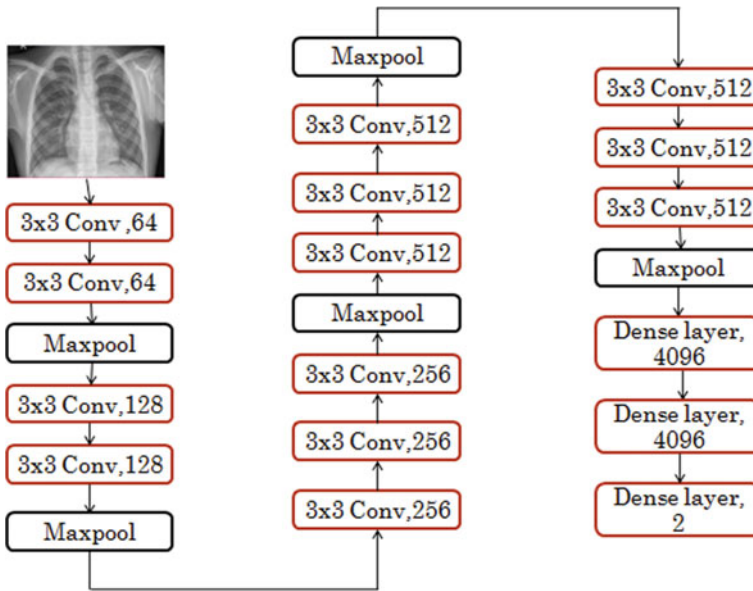 3x3 Conv ,64
3x3 Conv,64
Maxpool
3x3 Conv,128
3x3 Conv,128
Maxpool
3x3 Conv,256
3x3 Conv,256
3x3 Conv,256
Maxpool
3x3 Conv,512
3x3 Conv,512
3x3 Conv,512
Maxpool
3x3 Conv,512
3x3 Conv,512
3x3 Conv,512
Maxpool
Dense layer,
4096
Dense layer,
4096
Dense layer,
2